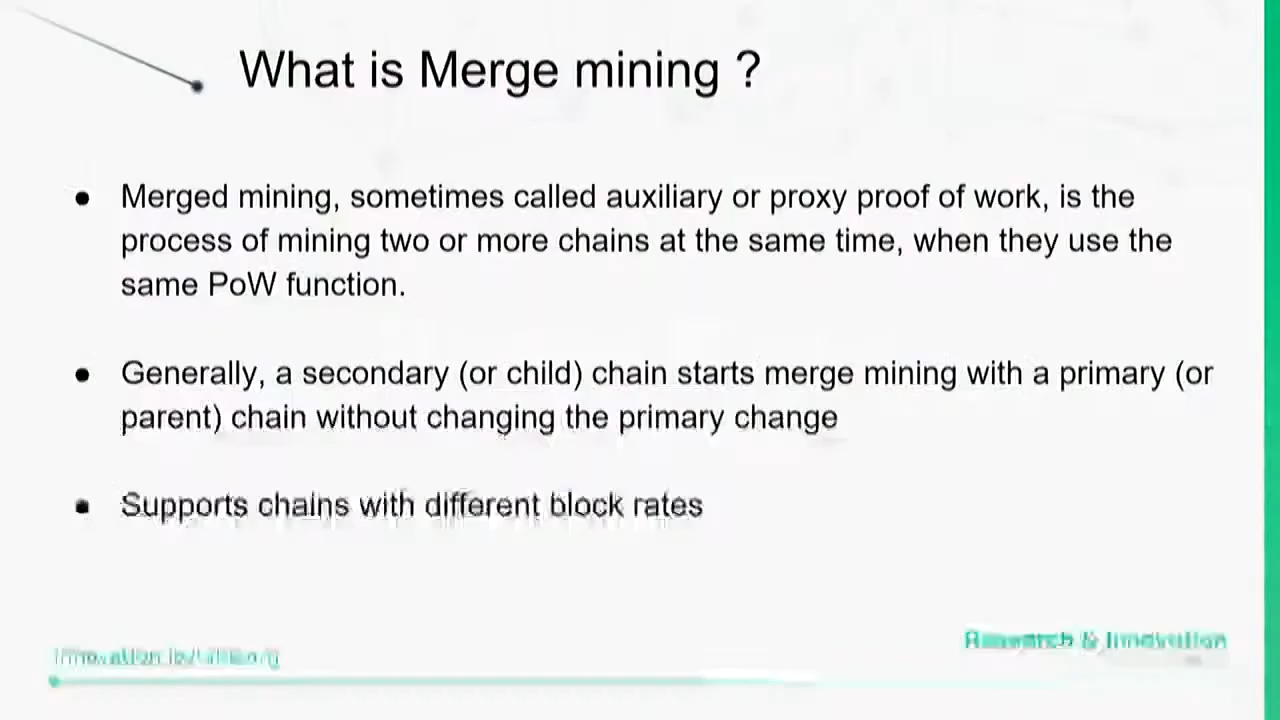 What is Merge mining ?
● Merged mining, sometimes called auxiliary or proxy proof of work, is the
process of mining two or more chains at the same time, when they use the
same PoW function.
● Generally, a secondary (or child) chain starts merge mining with a primary (or
parent) chain without changing the primary change
● Supports chains with different block rates
Research & Innovation